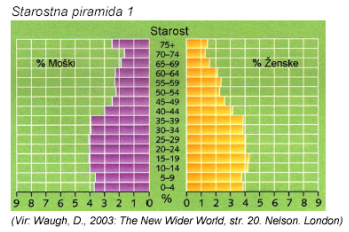 Starostna piramida 1
Starost
% Moški
% Ženske
75+
70–74
65–69
60–64
55–59
50–54
45–49
40–44
35–39
30–34
25–29
20–24
15–19
10–14
5–9
0–4
9 8 7 6 5 4 3 2 1 0 % 0 1 2 3 4 5 6 7 8 9
(Vir: Waugh, D., 2003: The New Wider World, str. 20. Nelson. London)